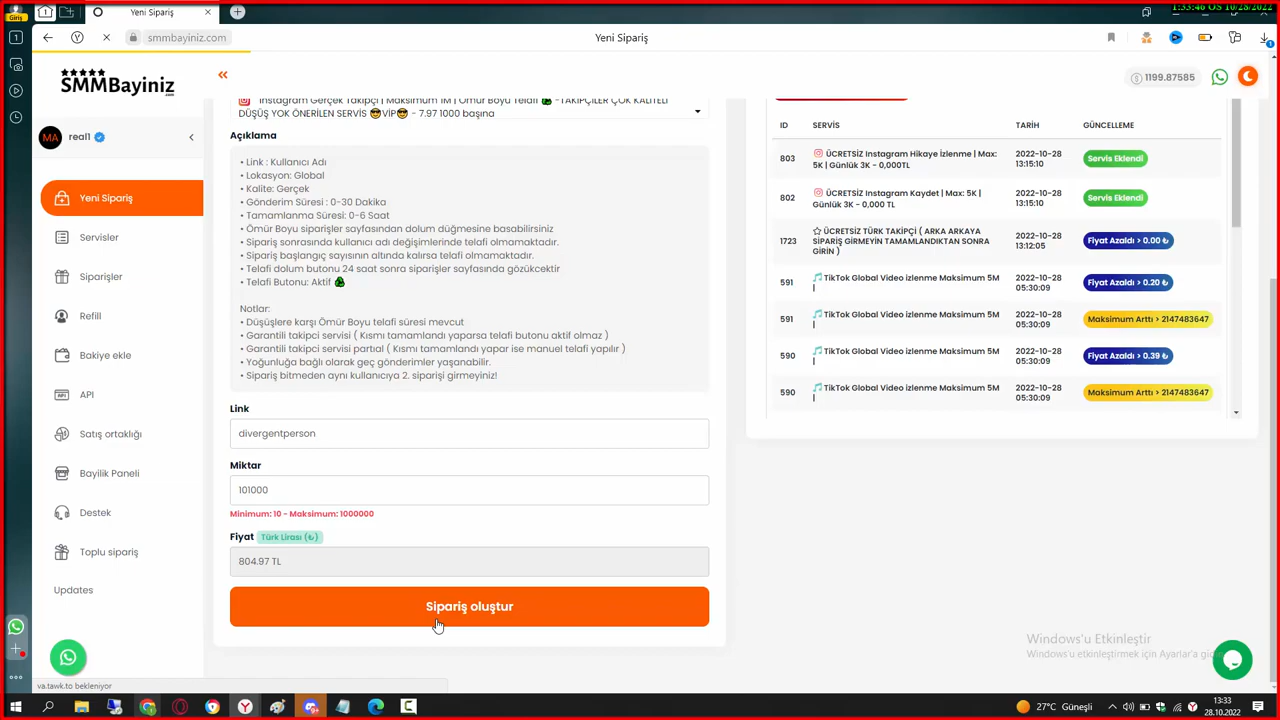 1:33:46 OS 10/28/2022
Giriş
1
Yeni Sipariş
smmbayiniz.com
Yeni Sipariş
1
SMMBayiniz
.com
1199.87585
MA
real1
Yeni Sipariş
Servisler
Siparişler
Refill
Bakiye ekle
API
Satış ortaklığı
Bayilik Paneli
Destek
Toplu sipariş
Updates
Instagram Gerçek Takipçi | Maksimum 1M | Ömür Boyu Telafi -TAKİPÇİLER ÇOK KALİTELİ
DÜŞÜŞ YOK ÖNERİLEN SERVİS 😎VİP😎 - 7.97 1000 başına
Açıklama
• Link : Kullanıcı Adı
• Lokasyon: Global
• Kalite: Gerçek
• Gönderim Süresi : 0-30 Dakika
• Tamamlanma Süresi: 0-6 Saat
• Ömür Boyu siparişler sayfasından dolum düğmesine basabilirsiniz
• Sipariş sonrasında kullanıcı adı değişimlerinde telafi olmamaktadır.
• Sipariş başlangıç sayısının altında kalırsa telafi olmamaktadır.
• Telafi dolum butonu 24 saat sonra siparişler sayfasında gözükcektir
• Telafi Butonu: Aktif
Notlar:
• Düşüşlere karşı Ömür Boyu telafi süresi mevcut
• Garantili takipci servisi ( Kısmı tamamlandı yaparsa telafi butonu aktif olmaz )
• Garantili takipci servisi partial ( Kısmı tamamlandı yapar ise manuel telafi yapılır )
• Yoğunluğa bağlı olarak geç gönderimler yaşanabilir.
• Sipariş bitmeden aynı kullanıcıya 2. siparişi girmeyiniz!
Link
divergentperson
Miktar
101000
Minimum: 10 - Maksimum: 1000000
Fiyat Türk Lirası (₺)
804.97 TL
Sipariş oluştur
ID SERVİS TARİH GÜNCELLEME
803 ÜCRETSİZ Instagram Hikaye İzlenme | Max: 5K | Günlük 3K - 0,000TL 2022-10-28 13:15:10 Servis Eklendi
802 ÜCRETSİZ Instagram Kaydet | Max: 5K | Günlük 3K - 0,000 TL 2022-10-28 13:15:10 Servis Eklendi
1723 ÜCRETSİZ TÜRK TAKİPÇİ ( ARKA ARKAYA SİPARİŞ GİRMEYİN TAMAMLANDIKTAN SONRA GİRİN ) 2022-10-28 13:12:05 Fiyat Azaldı > 0.00 ₺
591 TikTok Global Video izlenme Maksimum 5M | 2022-10-28 05:30:09 Fiyat Azaldı > 0.20 ₺
591 TikTok Global Video izlenme Maksimum 5M | 2022-10-28 05:30:09 Maksimum Arttı > 2147483647
590 TikTok Global Video izlenme Maksimum 5M | 2022-10-28 05:30:09 Fiyat Azaldı > 0.39 ₺
590 TikTok Global Video izlenme Maksimum 5M | 2022-10-28 05:30:09 Maksimum Arttı > 2147483647
Windows'u Etkinleştir
Windows'u etkinleştirmek için Ayarlar'a
va.tawk.to bekleniyor
27°C Güneşli
13:33
28.10.2022